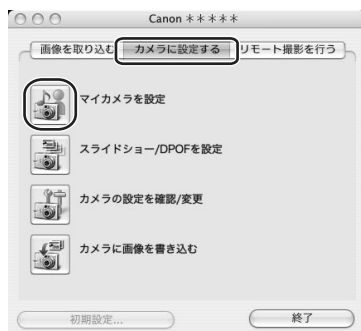 Canon ＊＊＊＊＊
画像を取り込む カメラに設定する リモート撮影を行う
マイカメラを設定
スライドショー/DPOFを設定
カメラの設定を確認/変更
カメラに画像を書き込む
初期設定... 終了